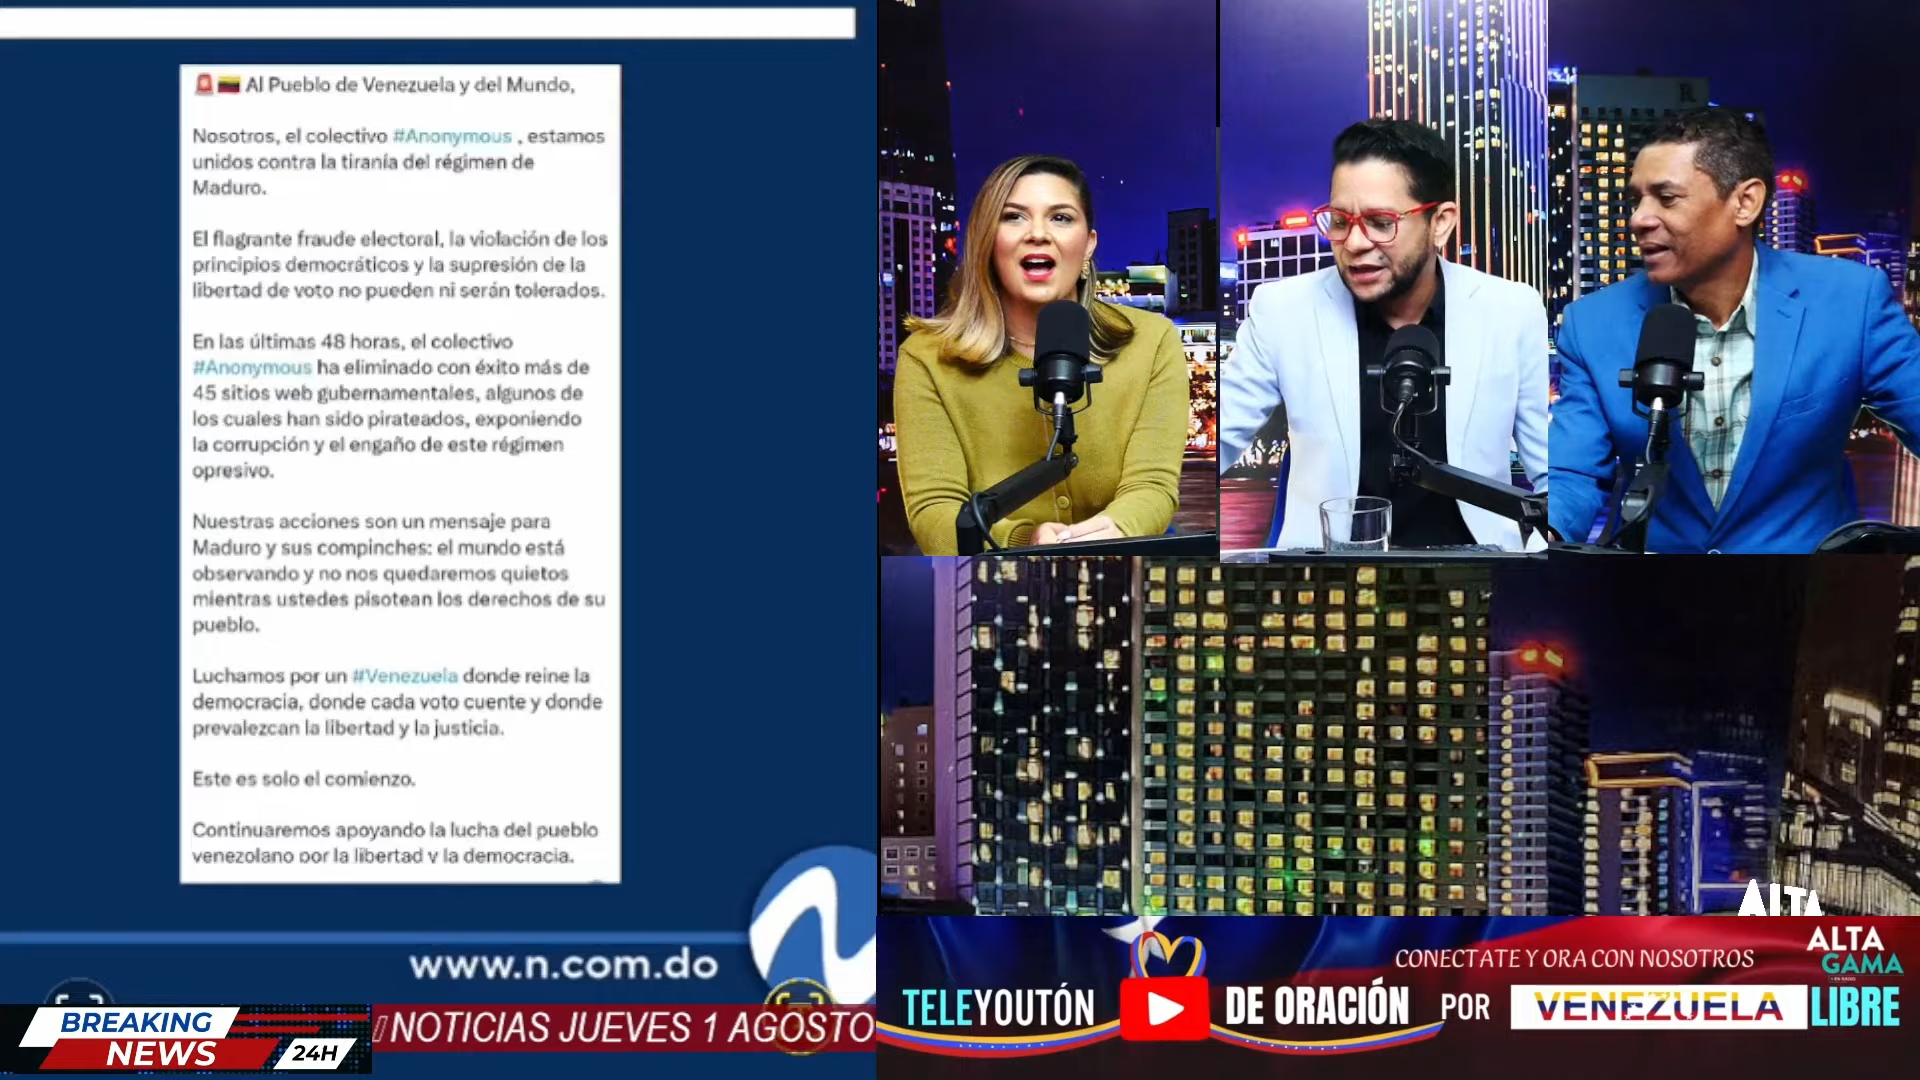 Al Pueblo de Venezuela y del Mundo,
Nosotros, el colectivo #Anonymous , estamos
unidos contra la tiranía del régimen de
Maduro.
El flagrante fraude electoral, la violación de los
principios democráticos y la supresión de la
libertad de voto no pueden ni serán tolerados.
En las últimas 48 horas, el colectivo
#Anonymous ha eliminado con éxito más de
45 sitios web gubernamentales, algunos de
los cuales han sido pirateados, exponiendo
la corrupción y el engaño de este régimen
opresivo.
Nuestras acciones son un mensaje para
Maduro y sus compinches: el mundo está
observando y no nos quedaremos quietos
mientras ustedes pisotean los derechos de su
pueblo.
Luchamos por un #Venezuela donde reine la
democracia, donde cada voto cuente y donde
prevalezcan la libertad y la justicia.
Este es solo el comienzo.
Continuaremos apoyando la lucha del pueblo
venezolano por la libertad y la democracia.
www.n.com.do
BREAKING
NEWS
24H
NOTICIAS JUEVES 1 AGOSTO
ALTA
CONECTATE Y ORA CON NOSOTROS
ALTA
GAMA
TELEYOUTÓN DE ORACIÓN POR VENEZUELA LIBRE